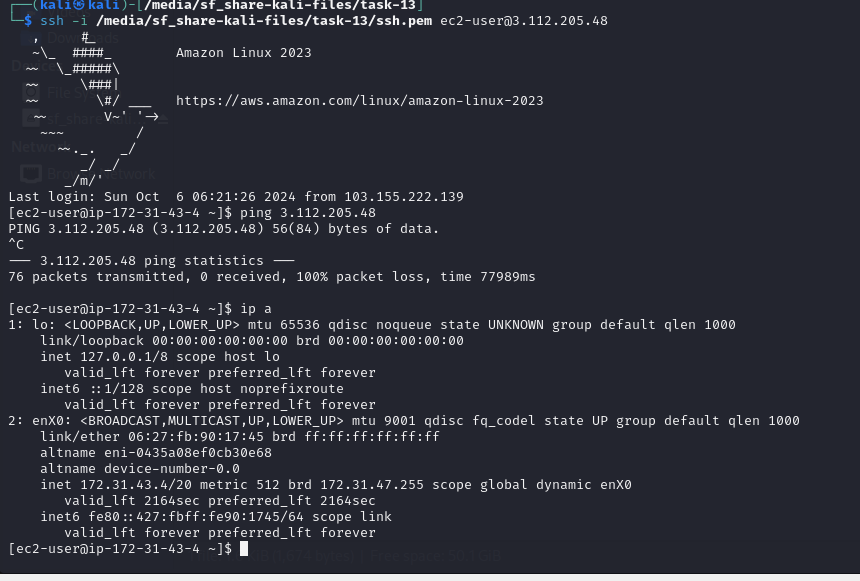 ┌──(kali㉿kali)-[/media/sf_share-kali-files/task-13]
└─$ ssh -i /media/sf_share-kali-files/task-13/ssh.pem ec2-user@3.112.205.48
   ,     #_
   ~\_  ####_        Amazon Linux 2023
  ~~  \_#####\
  ~~     \###|
  ~~       \#/ ___   https://aws.amazon.com/linux/amazon-linux-2023
   ~~       V~' '->
    ~~~         /
      ~~._.   _/
         _/ _/
       _/m/'
Last login: Sun Oct  6 06:21:26 2024 from 103.155.222.139
[ec2-user@ip-172-31-43-4 ~]$ ping 3.112.205.48
PING 3.112.205.48 (3.112.205.48) 56(84) bytes of data.
^C
--- 3.112.205.48 ping statistics ---
76 packets transmitted, 0 received, 100% packet loss, time 77989ms

[ec2-user@ip-172-31-43-4 ~]$ ip a
1: lo: <LOOPBACK,UP,LOWER_UP> mtu 65536 qdisc noqueue state UNKNOWN group default qlen 1000
    link/loopback 00:00:00:00:00:00 brd 00:00:00:00:00:00
    inet 127.0.0.1/8 scope host lo
       valid_lft forever preferred_lft forever
    inet6 ::1/128 scope host noprefixroute
       valid_lft forever preferred_lft forever
2: enX0: <BROADCAST,MULTICAST,UP,LOWER_UP> mtu 9001 qdisc fq_codel state UP group default qlen 1000
    link/ether 06:27:fb:90:17:45 brd ff:ff:ff:ff:ff:ff
    altname eni-0435a08ef0cb30e68
    altname device-number-0.0
    inet 172.31.43.4/20 metric 512 brd 172.31.47.255 scope global dynamic enX0
       valid_lft 2164sec preferred_lft 2164sec
    inet6 fe80::427:fbff:fe90:1745/64 scope link
       valid_lft forever preferred_lft forever
[ec2-user@ip-172-31-43-4 ~]$